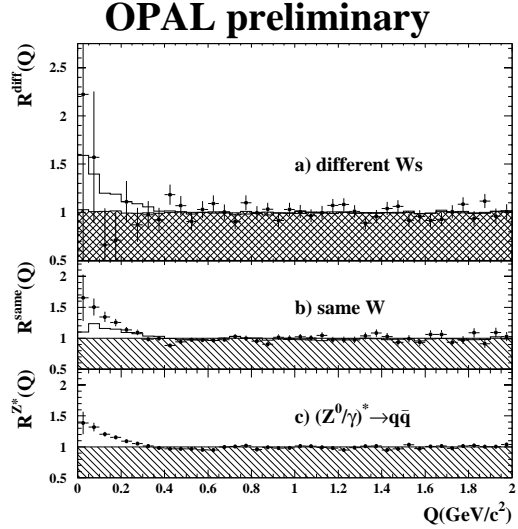 OPAL preliminary
R^diff(Q)
2.5
2
1.5
1
0.5
a) different Ws
R^same(Q)
2
1.5
1
0.5
b) same W
R^Z*(Q)
2
1.5
1
0.5
c) (Z^0/γ)^*→qq̄
0 0.2 0.4 0.6 0.8 1 1.2 1.4 1.6 1.8 2
Q(GeV/c^2)